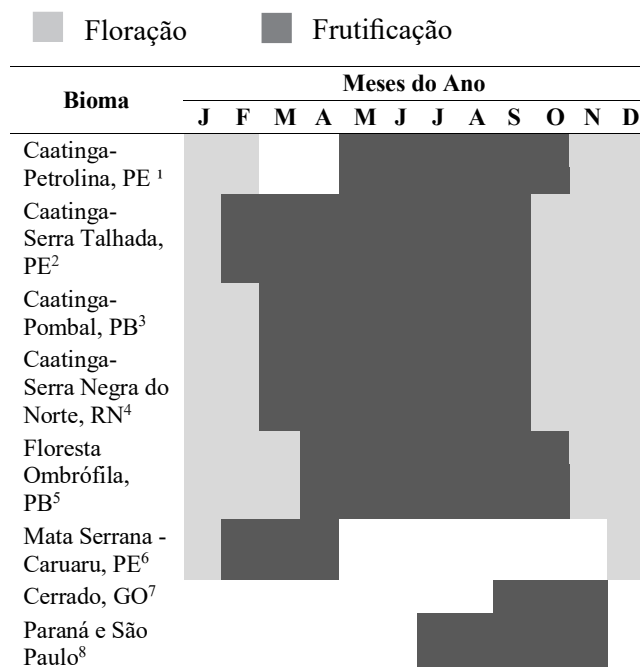 Floração Frutificação
Bioma
Meses do Ano
J F M A M J J A S O N D
Caatinga-
Petrolina, PE ¹
Caatinga-
Serra Talhada,
PE²
Caatinga-
Pombal, PB³
Caatinga-
Serra Negra do
Norte, RN⁴
Floresta
Ombrófila,
PB⁵
Mata Serrana -
Caruaru, PE⁶
Cerrado, GO⁷
Paraná e São
Paulo⁸